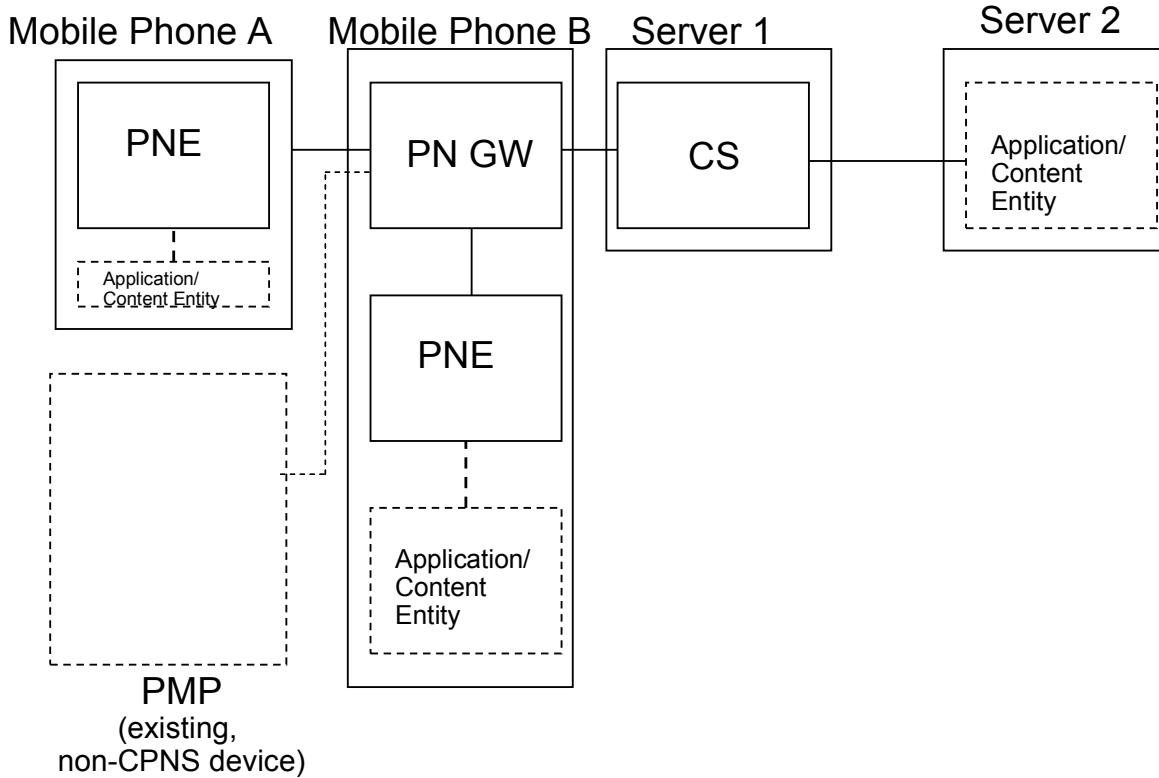 Mobile Phone A
Mobile Phone B
Server 1
Server 2
PNE
PN GW
CS
Application/
Content
Entity
Application/
Content Entity
PNE
Application/
Content
Entity
PMP
(existing,
non-CPNS device)